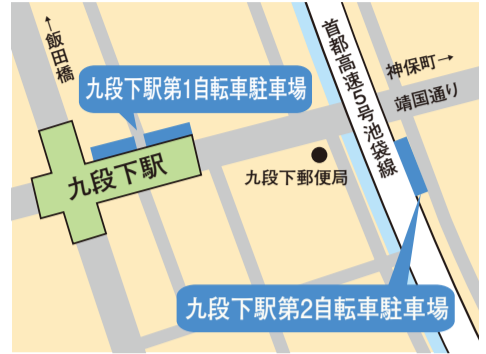 ←飯田橋
九段下駅第1自転車駐車場
九段下駅
首都高速5号池袋線
神保町→
靖国通り
九段下郵便局
九段下駅第2自転車駐車場